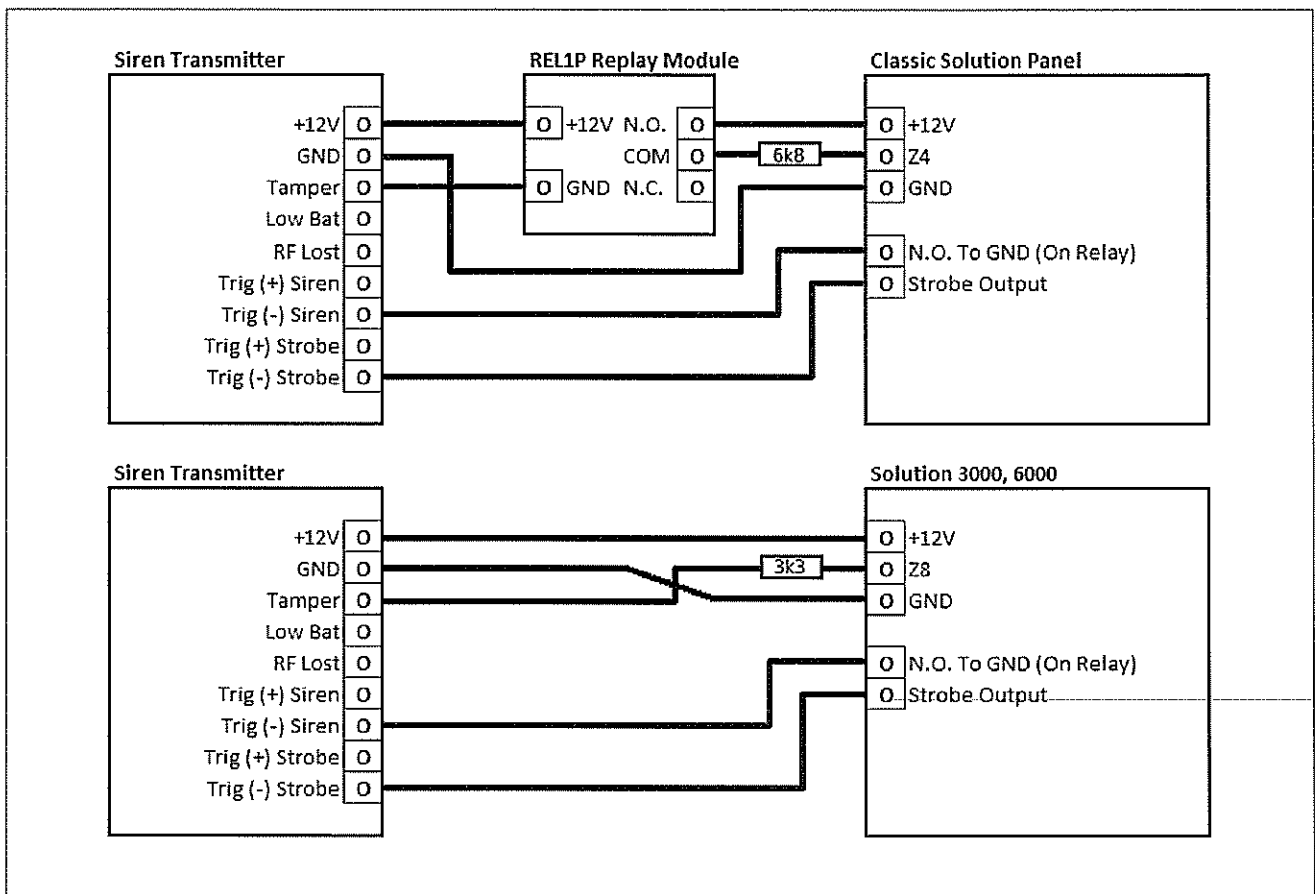 Siren Transmitter REL1P Replay Module Classic Solution Panel
+12V O O +12V N.O. O O +12V
GND O COM O 6k8 O Z4
Tamper O O GND N.C. O O GND
Low Bat O
RF Lost O O N.O. To GND (On Relay)
Trig (+) Siren O O Strobe Output
Trig (-) Siren O
Trig (+) Strobe O
Trig (-) Strobe O
Siren Transmitter Solution 3000, 6000
+12V O O +12V
GND O 3k3 O Z8
Tamper O O GND
Low Bat O
RF Lost O O N.O. To GND (On Relay)
Trig (+) Siren O O Strobe Output
Trig (-) Siren O
Trig (+) Strobe O
Trig (-) Strobe O